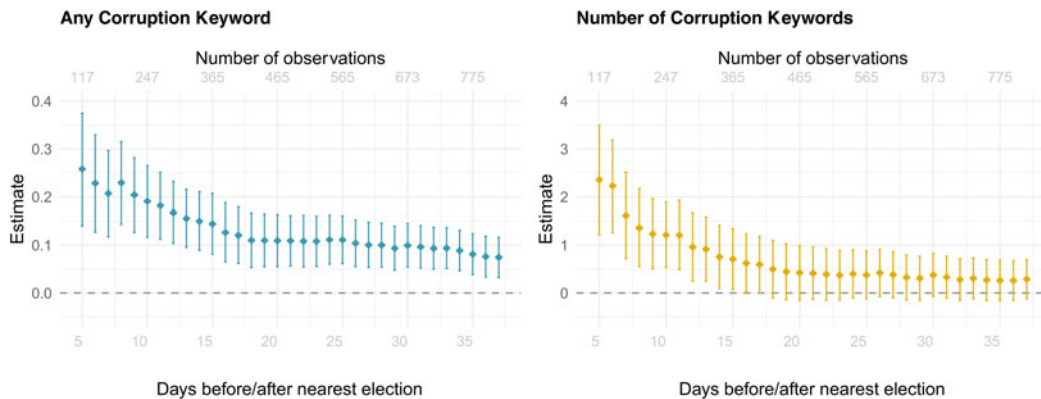 Any Corruption Keyword
Number of observations
117 247 365 465 565 673 775
0.4
0.3
0.2
0.1
0.0
Estimate
5 10 15 20 25 30 35
Days before/after nearest election
Number of Corruption Keywords
Number of observations
117 247 365 465 565 673 775
4
3
2
1
0
Estimate
5 10 15 20 25 30 35
Days before/after nearest election